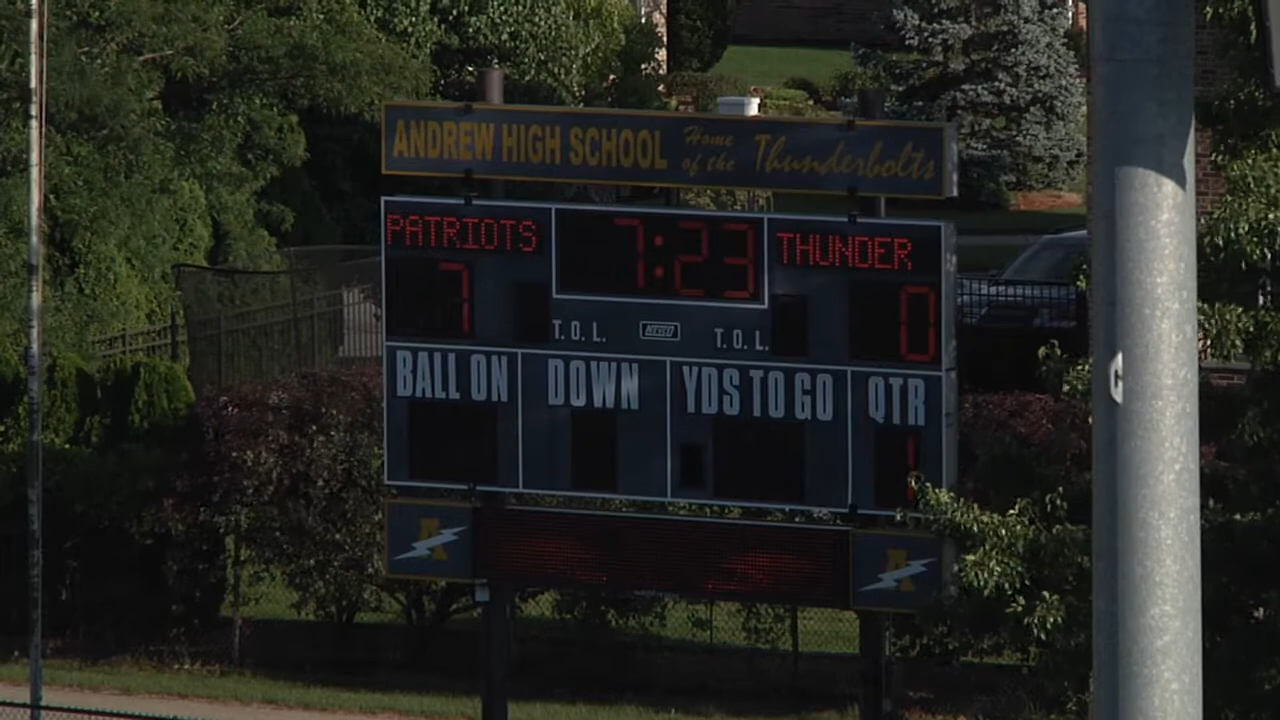 ANDREW HIGH SCHOOL Home of the Thunderbolts
PATRIOTS 7:23 THUNDER
7 0
T.O.L. NEVCO T.O.L.
BALL ON DOWN YDS TO GO QTR
1
A A